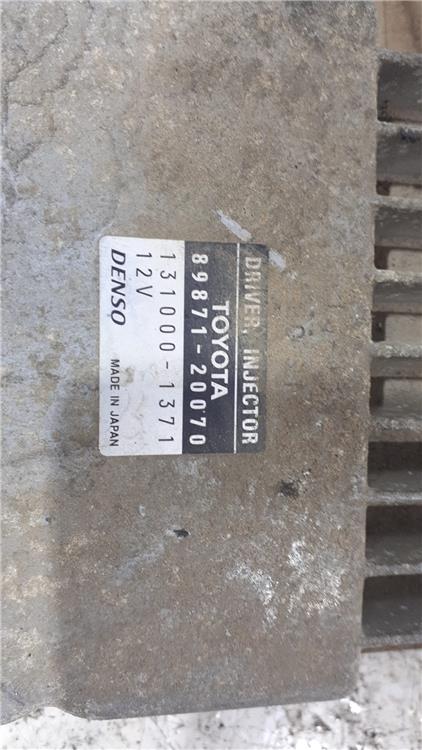 DRIVER, INJECTOR
TOYOTA
89871-20070
131000-1371
12V
DENSO MADE IN JAPAN